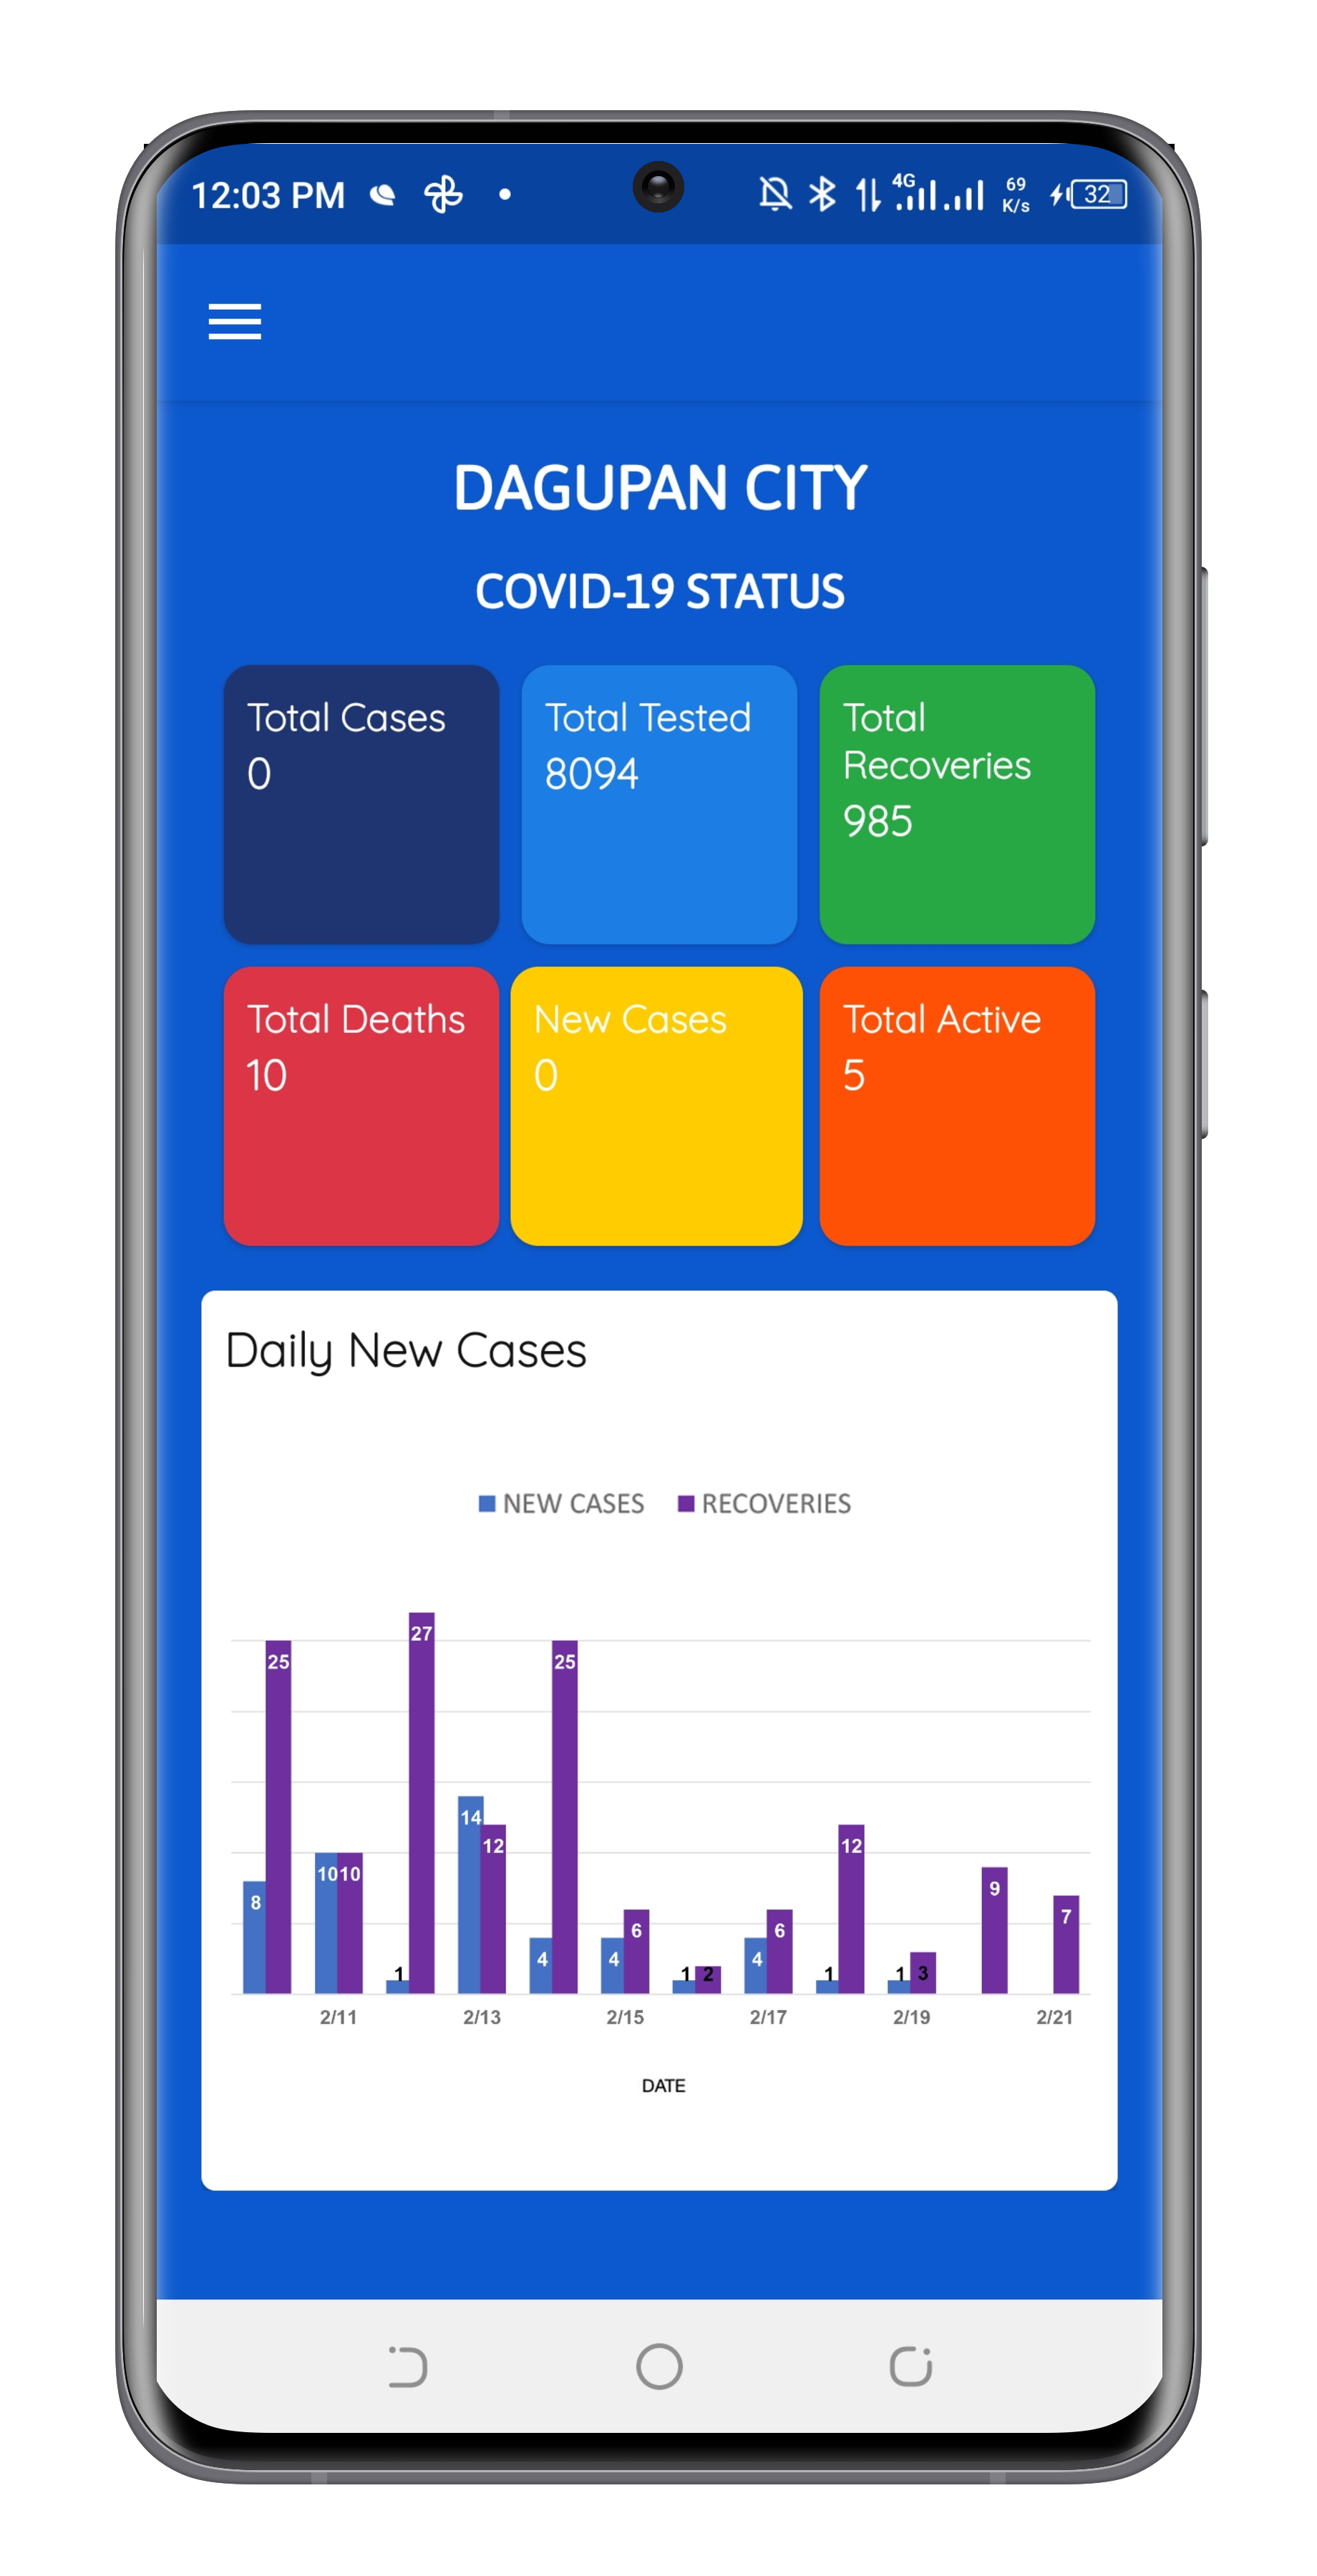 12:03 PM 4G 69 K/s 32
DAGUPAN CITY
COVID-19 STATUS
Total Cases
0
Total Tested
8094
Total
Recoveries
985
Total Deaths
10
New Cases
0
Total Active
5
Daily New Cases
NEW CASES RECOVERIES
8 25 10 10 1 27 14 12 4 25 4 6 1 2 4 6 1 12 1 3 9 7
2/11 2/13 2/15 2/17 2/19 2/21
DATE